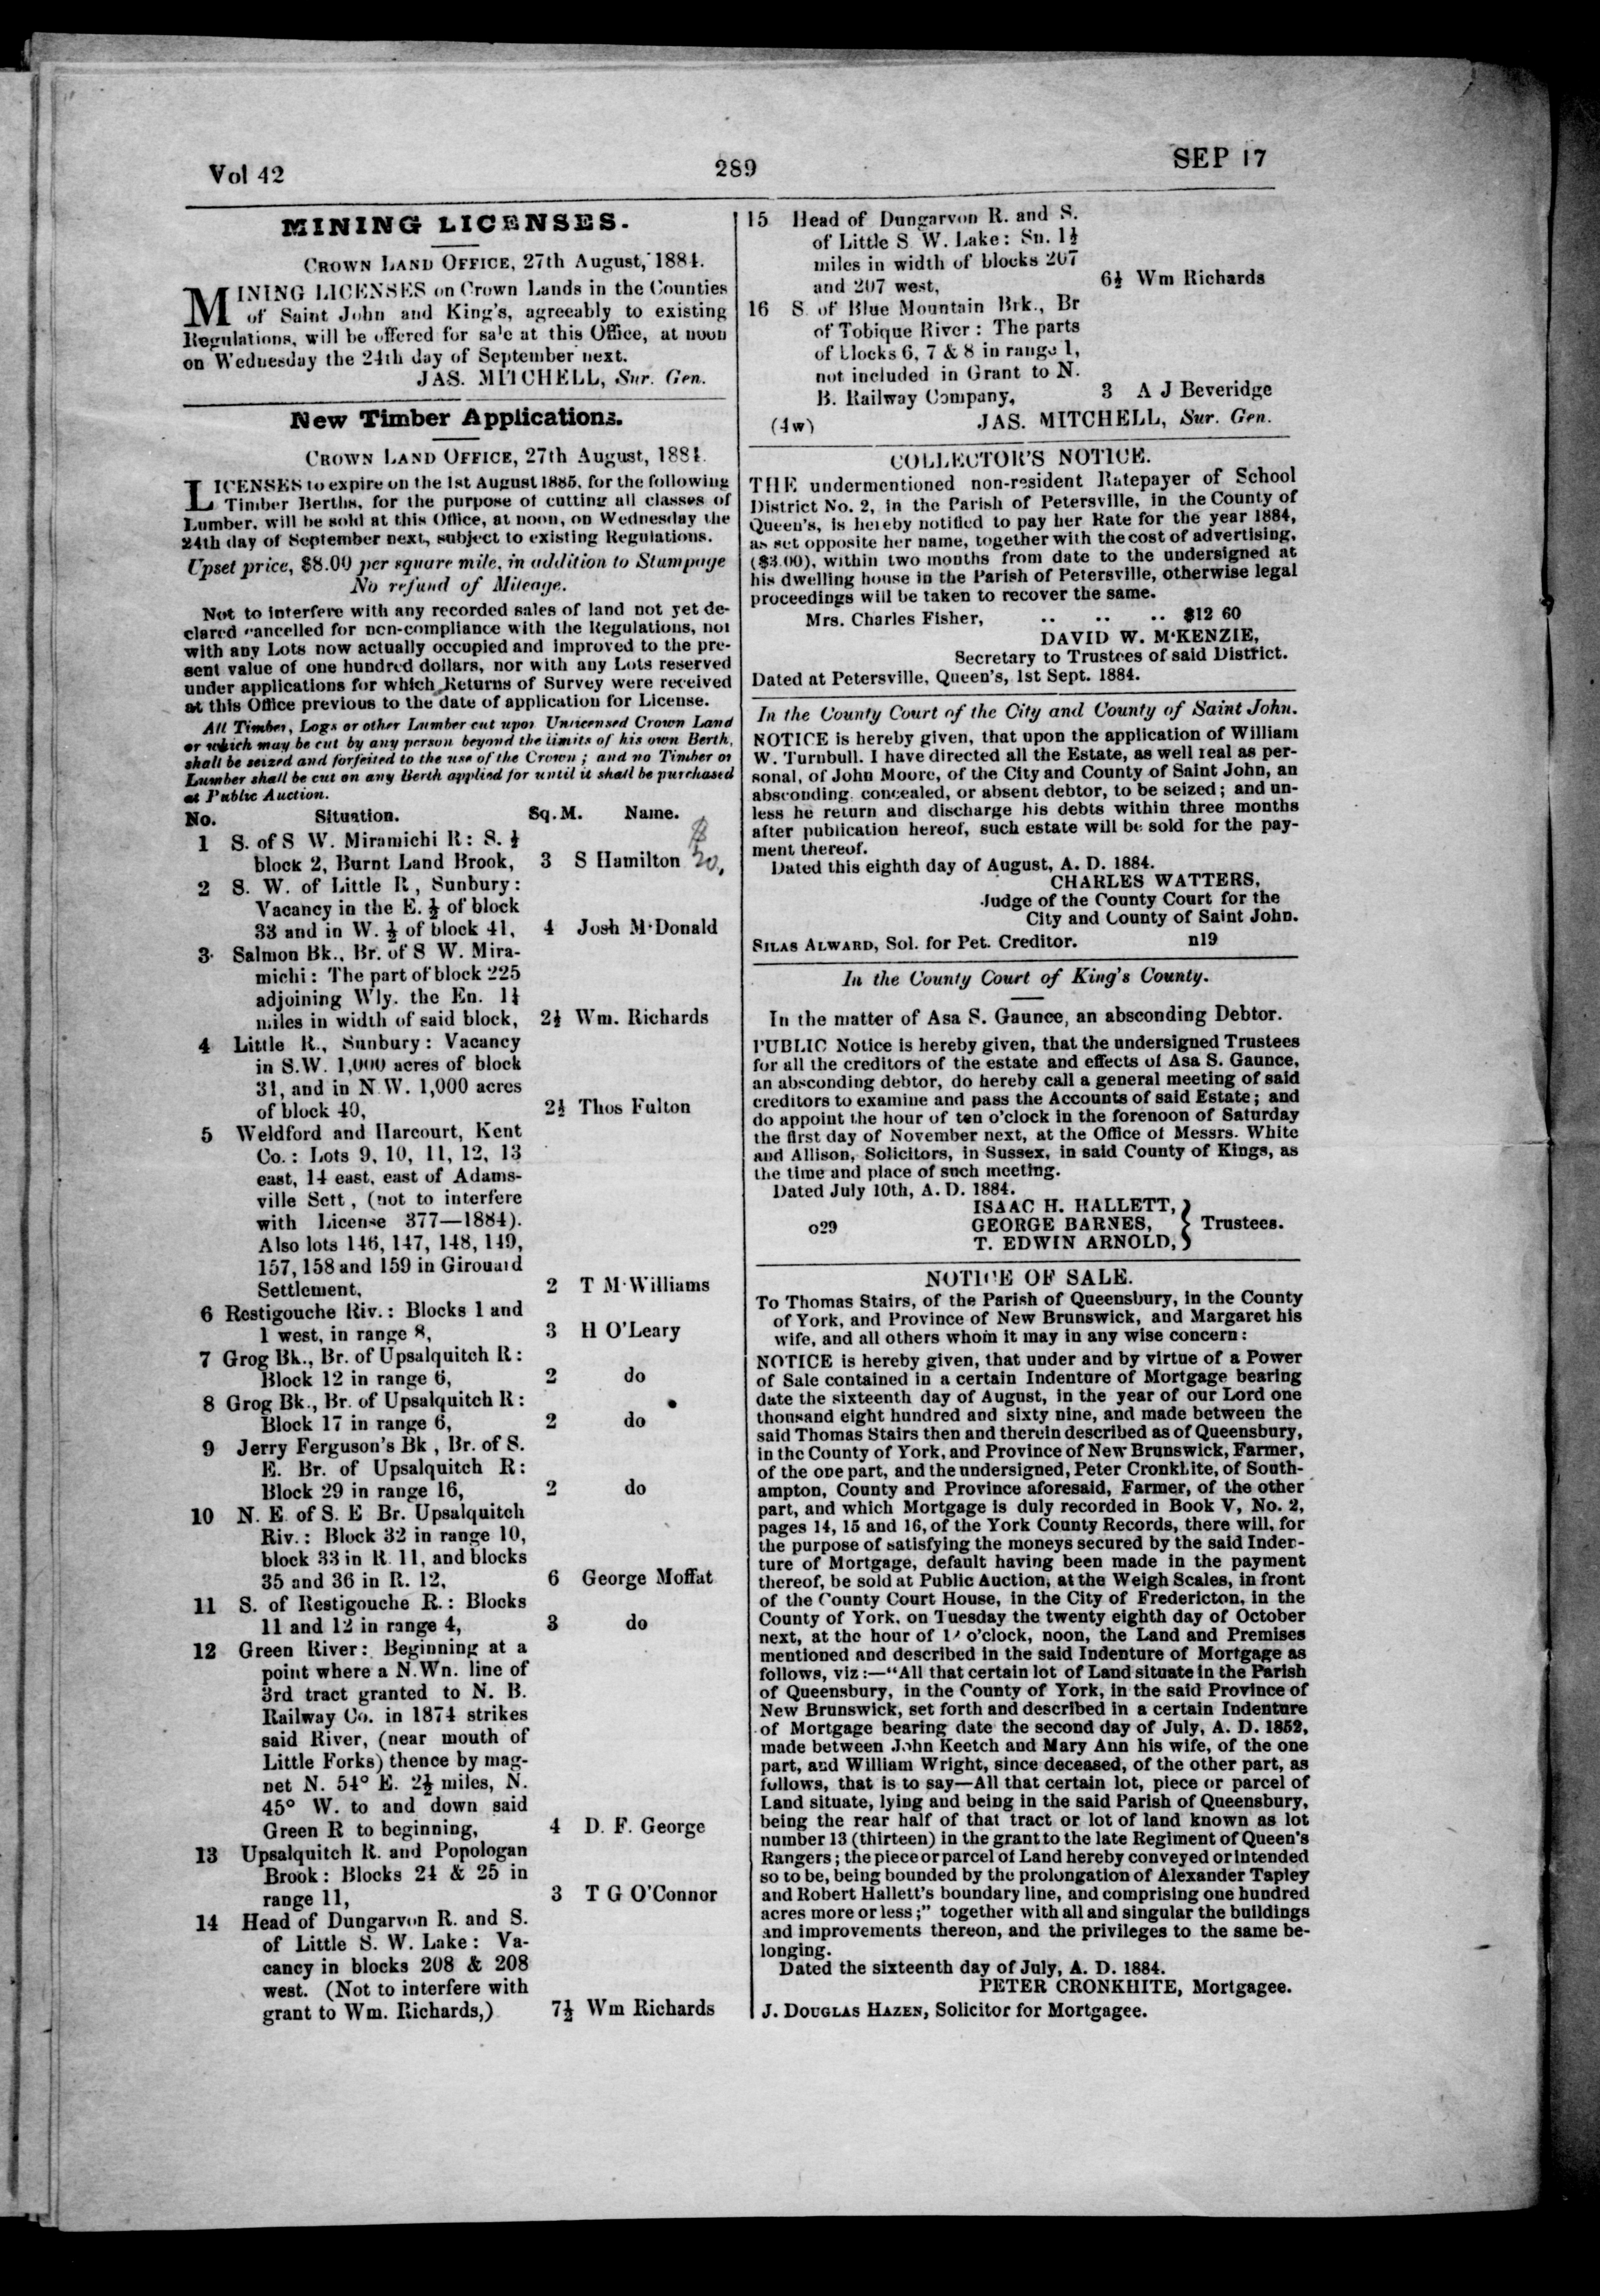 Vol 42
289
SEP 17
MINING LICENSES.
CROWN LAND OFFICE, 27th August, 1884.
MINING LICENSES on Crown Lands in the Counties
of Saint John and King's, agreeably to existing
Regulations, will be offered for sale at this Office, at noon
on Wednesday the 24th day of September next.
JAS. MITCHELL, Sur. Gen.
New Timber Applications.
CROWN LAND OFFICE, 27th August, 1884.
LICENSES to expire on the 1st August 1885, for the following
Timber Berths, for the purpose of cutting all classes of
Lumber, will be sold at this Office, at noon, on Wednesday the
24th day of September next, subject to existing Regulations.
Upset price, $8.00 per square mile, in addition to Stumpage
No refund of Mileage.
Not to interfere with any recorded sales of land not yet de-
clared cancelled for non-compliance with the Regulations, nor
with any Lots now actually occupied and improved to the pre-
sent value of one hundred dollars, nor with any Lots reserved
under applications for which Returns of Survey were received
at this Office previous to the date of application for License.
All Timber, Logs or other Lumber cut upon Unlicensed Crown Land
or which may be cut by any person beyond the limits of his own Berth,
shall be seized and forfeited to the use of the Crown; and no Timber or
Lumber shall be cut on any Berth applied for until it shall be purchased
at Public Auction.
No. Situation. Sq. M. Name.
1 S. of S W. Miramichi R: S. ½
block 2, Burnt Land Brook, 3 S Hamilton
2 S. W. of Little R, Sunbury:
Vacancy in the E. ½ of block
33 and in W. ½ of block 41, 4 Josh M'Donald
3 Salmon Bk., Br. of S W. Mira-
michi: The part of block 225
adjoining Wly. the En. 1¼
miles in width of said block, 2½ Wm. Richards
4 Little R., Sunbury: Vacancy
in S.W. 1,000 acres of block
31, and in N.W. 1,000 acres
of block 40, 2½ Thos Fulton
5 Weldford and Harcourt, Kent
Co.: Lots 9, 10, 11, 12, 13
east, 14 east, east of Adams-
ville Sett, (not to interfere
with License 377—1884).
Also lots 146, 147, 148, 149,
157, 158 and 159 in Girouard
Settlement, 2 T M'Williams
6 Restigouche Riv.: Blocks 1 and
1 west, in range 8, 3 H O'Leary
7 Grog Bk., Br. of Upsalquitch R:
Block 12 in range 6, 2 do
8 Grog Bk., Br. of Upsalquitch R:
Block 17 in range 6, 2 do
9 Jerry Ferguson's Bk, Br. of S.
E. Br. of Upsalquitch R:
Block 29 in range 16, 2 do
10 N. E. of S. E Br. Upsalquitch
Riv.: Block 32 in range 10,
block 33 in R. 11, and blocks
35 and 36 in R. 12, 6 George Moffat
11 S. of Restigouche R.: Blocks
11 and 12 in range 4, 3 do
12 Green River: Beginning at a
point where a N.Wn. line of
3rd tract granted to N. B.
Railway Co. in 1874 strikes
said River, (near mouth of
Little Forks) thence by mag-
net N. 54° E. 2½ miles, N.
45° W. to and down said
Green R to beginning, 4 D. F. George
13 Upsalquitch R. and Popologan
Brook: Blocks 24 & 25 in
range 11, 3 T G O'Connor
14 Head of Dungarvon R. and S.
of Little S. W. Lake: Va-
cancy in blocks 208 & 208
west. (Not to interfere with
grant to Wm. Richards,) 7½ Wm Richards
15 Head of Dungarvon R. and S.
of Little S W. Lake: Sn. 1½
miles in width of blocks 207
and 207 west, 6½ Wm Richards
16 S. of Blue Mountain Brk., Br
of Tobique River: The parts
of blocks 6, 7 & 8 in range 1,
not included in Grant to N.
B. Railway Company, 3 A J Beveridge
(4w) JAS. MITCHELL, Sur. Gen.
COLLECTOR'S NOTICE.
THE undermentioned non-resident Ratepayer of School
District No. 2, in the Parish of Petersville, in the County of
Queen's, is hereby notified to pay her Rate for the year 1884,
as set opposite her name, together with the cost of advertising,
($3.00), within two months from date to the undersigned at
his dwelling house in the Parish of Petersville, otherwise legal
proceedings will be taken to recover the same.
Mrs. Charles Fisher, .. .. .. $12 60
DAVID W. M'KENZIE,
Secretary to Trustees of said District.
Dated at Petersville, Queen's, 1st Sept. 1884.
In the County Court of the City and County of Saint John.
NOTICE is hereby given, that upon the application of William
W. Turnbull. I have directed all the Estate, as well real as per-
sonal, of John Moore, of the City and County of Saint John, an
absconding, concealed, or absent debtor, to be seized; and un-
less he return and discharge his debts within three months
after publication hereof, such estate will be sold for the pay-
ment thereof.
Dated this eighth day of August, A. D. 1884.
CHARLES WATTERS,
Judge of the County Court for the
City and County of Saint John.
SILAS ALWARD, Sol. for Pet. Creditor. n19
In the County Court of King's County.
In the matter of Asa S. Gaunce, an absconding Debtor.
PUBLIC Notice is hereby given, that the undersigned Trustees
for all the creditors of the estate and effects of Asa S. Gaunce,
an absconding debtor, do hereby call a general meeting of said
creditors to examine and pass the Accounts of said Estate; and
do appoint the hour of ten o'clock in the forenoon of Saturday
the first day of November next, at the Office of Messrs. White
and Allison, Solicitors, in Sussex, in said County of Kings, as
the time and place of such meeting.
Dated July 10th, A. D. 1884.
ISAAC H. HALLETT,
o29 GEORGE BARNES, } Trustees.
T. EDWIN ARNOLD,
NOTICE OF SALE.
To Thomas Stairs, of the Parish of Queensbury, in the County
of York, and Province of New Brunswick, and Margaret his
wife, and all others whom it may in any wise concern:
NOTICE is hereby given, that under and by virtue of a Power
of Sale contained in a certain Indenture of Mortgage bearing
date the sixteenth day of August, in the year of our Lord one
thousand eight hundred and sixty nine, and made between the
said Thomas Stairs then and therein described as of Queensbury,
in the County of York, and Province of New Brunswick, Farmer,
of the one part, and the undersigned, Peter Cronkhite, of South-
ampton, County and Province aforesaid, Farmer, of the other
part, and which Mortgage is duly recorded in Book V, No. 2,
pages 14, 15 and 16, of the York County Records, there will, for
the purpose of satisfying the moneys secured by the said Inden-
ture of Mortgage, default having been made in the payment
thereof, be sold at Public Auction, at the Weigh Scales, in front
of the County Court House, in the City of Fredericton, in the
County of York, on Tuesday the twenty eighth day of October
next, at the hour of o'clock, noon, the Land and Premises
mentioned and described in the said Indenture of Mortgage as
follows, viz:—"All that certain lot of Land situate in the Parish
of Queensbury, in the County of York, in the said Province of
New Brunswick, set forth and described in a certain Indenture
of Mortgage bearing date the second day of July, A. D. 1852,
made between John Keetch and Mary Ann his wife, of the one
part, and William Wright, since deceased, of the other part, as
follows, that is to say—All that certain lot, piece or parcel of
Land situate, lying and being in the said Parish of Queensbury,
being the rear half of that tract or lot of land known as lot
number 13 (thirteen) in the grant to the late Regiment of Queen's
Rangers; the piece or parcel of Land hereby conveyed or intended
so to be, being bounded by the prolongation of Alexander Tapley
and Robert Hallett's boundary line, and comprising one hundred
acres more or less;" together with all and singular the buildings
and improvements thereon, and the privileges to the same be-
longing.
Dated the sixteenth day of July, A. D. 1884.
PETER CRONKHITE, Mortgagee.
J. DOUGLAS HAZEN, Solicitor for Mortgagee.